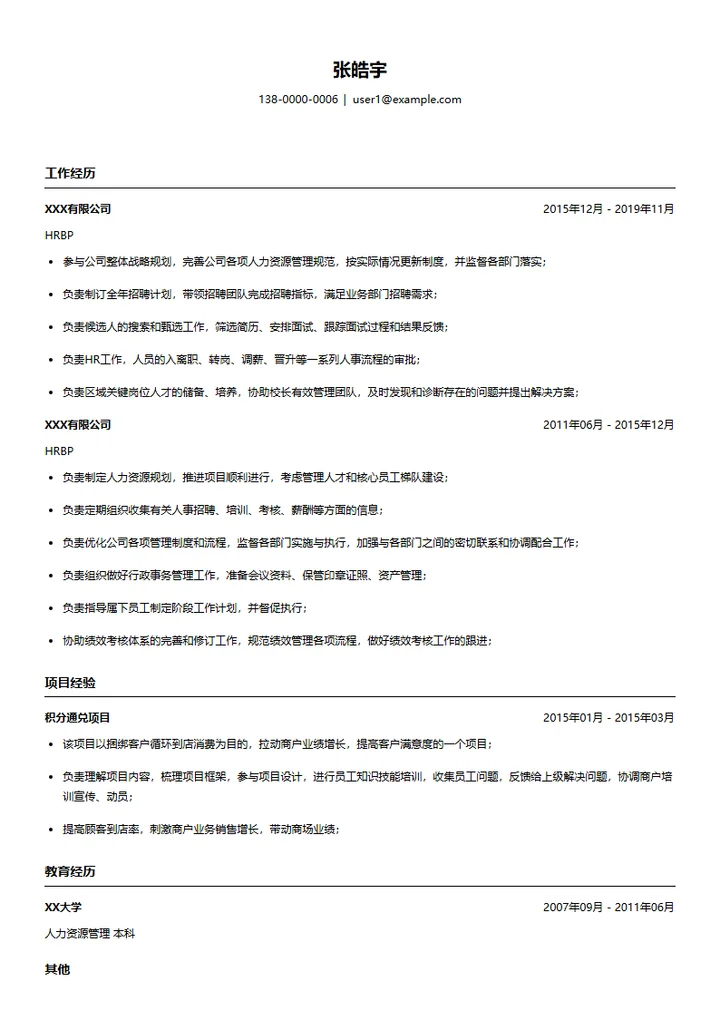 张皓宇
138-0000-0006 | user1@example.com
工作经历
XXX有限公司 2015年12月 - 2019年11月
HRBP
• 参与公司整体战略规划，完善公司各项人力资源管理规范，按实际情况更新制度，并监督各部门落实；
• 负责制订全年招聘计划，带领招聘团队完成招聘指标，满足业务部门招聘需求；
• 负责候选人的搜索和甄选工作，筛选简历、安排面试、跟踪面试过程和结果反馈；
• 负责HR工作，人员的入离职、转岗、调薪、晋升等一系列人事流程的审批；
• 负责区域关键岗位人才的储备、培养，协助校长有效管理团队，及时发现和诊断存在的问题并提出解决方案；
XXX有限公司 2011年06月 - 2015年12月
HRBP
• 负责制定人力资源规划，推进项目顺利进行，考虑管理人才和核心员工梯队建设；
• 负责定期组织收集有关人事招聘、培训、考核、薪酬等方面的信息；
• 负责优化公司各项管理制度和流程，监督各部门实施与执行，加强与各部门之间的密切联系和协调配合工作；
• 负责组织做好行政事务管理工作，准备会议资料、保管印章证照、资产管理；
• 负责指导属下员工制定阶段工作计划，并督促执行；
• 协助绩效考核体系的完善和修订工作，规范绩效管理各项流程，做好绩效考核工作的跟进；
项目经验
积分通兑项目 2015年01月 - 2015年03月
• 该项目以捆绑客户循环到店消费为目的，拉动商户业绩增长，提高客户满意度的一个项目；
• 负责理解项目内容，梳理项目框架，参与项目设计，进行员工知识技能培训，收集员工问题，反馈给上级解决问题，协调商户培
训宣传、动员；
• 提高顾客到店率，刺激商户业务销售增长，带动商场业绩；
教育经历
XX大学 2007年09月 - 2011年06月
人力资源管理 本科
其他